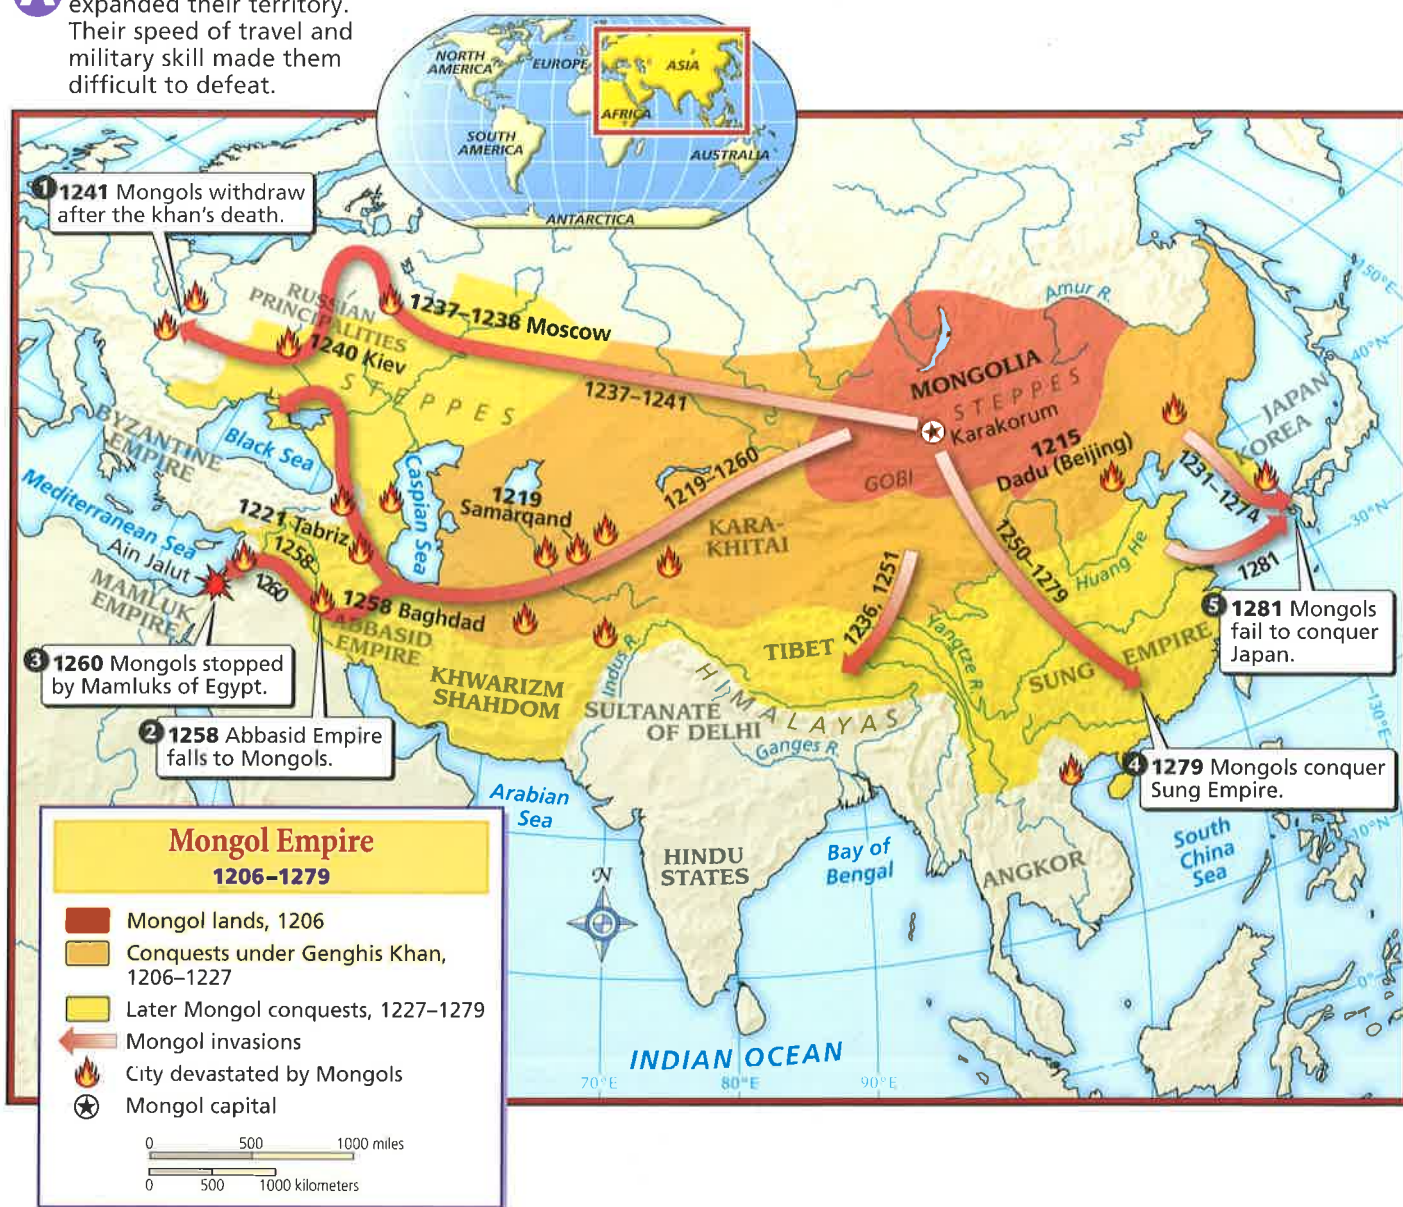 A
expanded their territory.
Their speed of travel and
military skill made them
difficult to defeat.
NORTH
AMERICA
EUROPE
ASIA
AFRICA
SOUTH
AMERICA
AUSTRALIA
ANTARCTICA
1 1241 Mongols withdraw
after the khan's death.
RUSSIAN
PRINCIPALITIES
1237–1238 Moscow
1240 Kiev
STEPPES
1237–1241
Amur R.
150°E
40°N
MONGOLIA
STEPPES
Karakorum
GOBI
1215
Dadu (Beijing)
JAPAN
KOREA
1231–1274
30°N
BYZANTINE
EMPIRE
Black Sea
Caspian Sea
Mediterranean Sea
1219
Samarqand
1219–1260
KARA-
KHITAI
1221 Tabriz
1258
Ain Jalut
1260
MAMLUK
EMPIRE
1258 Baghdad
ABBASID
EMPIRE
1236, 1251
1250–1279
Huang He
1281
5 1281 Mongols
fail to conquer
Japan.
3 1260 Mongols stopped
by Mamluks of Egypt.
KHWARIZM
SHAHDOM
Indus R.
TIBET
Yangtze R.
SUNG EMPIRE
HIMALAYAS
SULTANATE
OF DELHI
Ganges R.
130°E
2 1258 Abbasid Empire
falls to Mongols.
4 1279 Mongols conquer
Sung Empire.
Arabian
Sea
HINDU
STATES
Bay of
Bengal
ANGKOR
South
China
Sea
10°N
N
0°
INDIAN OCEAN
70°E
80°E
90°E
Mongol Empire
1206–1279
Mongol lands, 1206
Conquests under Genghis Khan,
1206–1227
Later Mongol conquests, 1227–1279
Mongol invasions
City devastated by Mongols
Mongol capital
0 500 1000 miles
0 500 1000 kilometers